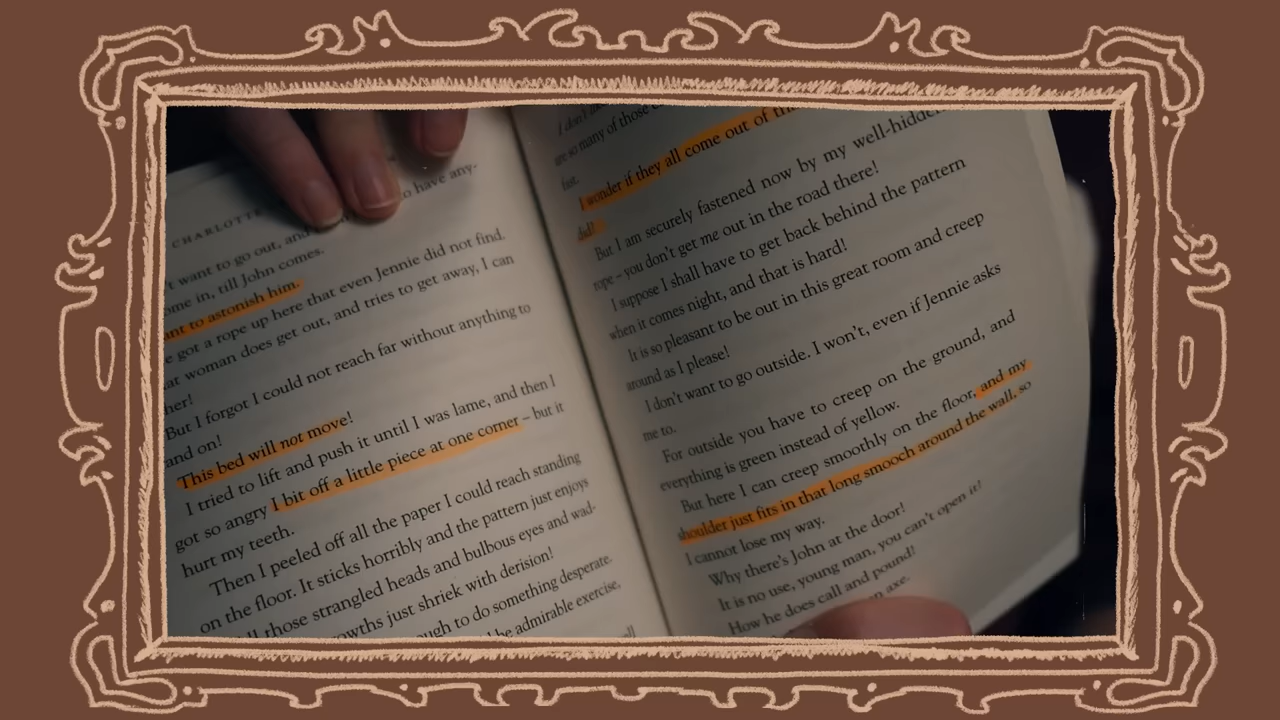 CHARLOTTE
o have any-
t want to go out, and
ome in, till John comes.
nt to astonish him.
e got a rope up here that even Jennie did not find.
at woman does get out, and tries to get away, I can
her!
But I forgot I could not reach far without anything to
and on!
This bed will not move!
I tried to lift and push it until I was lame, and then I
got so angry I bit off a little piece at one corner – but it
hurt my teeth.
Then I peeled off all the paper I could reach standing
on the floor. It sticks horribly and the pattern just enjoys
ll those strangled heads and bulbous eyes and wad-
owths just shriek with derision!
ugh to do something desperate.
be admirable exercise,
I don't
are so many of those
fast.
I wonder if they all come out of th
did?
But I am securely fastened now by my well-hidden
rope – you don't get me out in the road there!
I suppose I shall have to get back behind the pattern
when it comes night, and that is hard!
It is so pleasant to be out in this great room and creep
around as I please!
I don't want to go outside. I won't, even if Jennie asks
me to.
For outside you have to creep on the ground, and
everything is green instead of yellow.
But here I can creep smoothly on the floor, and my
shoulder just fits in that long smooch around the wall, so
I cannot lose my way.
Why there's John at the door!
It is no use, young man, you can't open it!
How he does call and pound!
an axe.